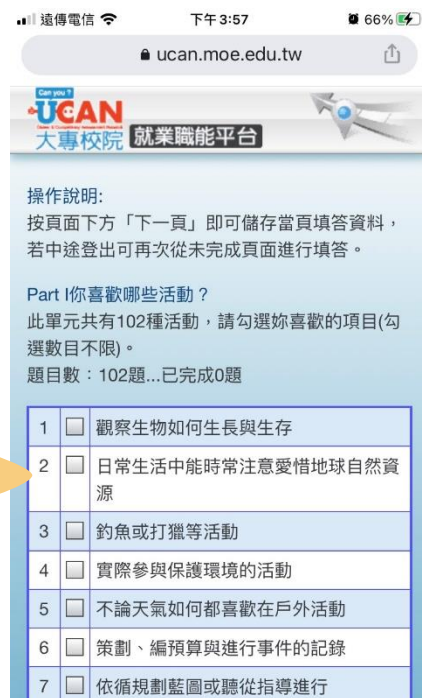 遠傳電信 下午 3:57 66%
ucan.moe.edu.tw
Can you ?
UCAN
大專校院 就業職能平台
操作說明:
按頁面下方「下一頁」即可儲存當頁填答資料，
若中途登出可再次從未完成頁面進行填答。
Part I你喜歡哪些活動？
此單元共有102種活動，請勾選妳喜歡的項目(勾
選數目不限)。
題目數：102題...已完成0題
1 觀察生物如何生長與生存
2 日常生活中能時常注意愛惜地球自然資
源
3 釣魚或打獵等活動
4 實際參與保護環境的活動
5 不論天氣如何都喜歡在戶外活動
6 策劃、編預算與進行事件的記錄
7 依循規劃藍圖或聽從指導進行